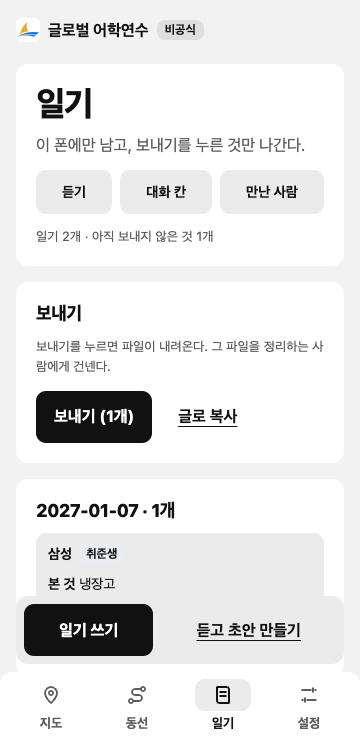 글로벌 어학연수 비공식
일기
이 폰에만 남고, 보내기를 누른 것만 나간다.
듣기 대화 칸 만난 사람
일기 2개 · 아직 보내지 않은 것 1개
보내기
보내기를 누르면 파일이 내려온다. 그 파일을 정리하는 사
람에게 건넨다.
보내기 (1개) 글로 복사
2027-01-07 · 1개
삼성 취준생
본 것 냉장고
일기 쓰기 듣고 초안 만들기
지도 동선 일기 설정